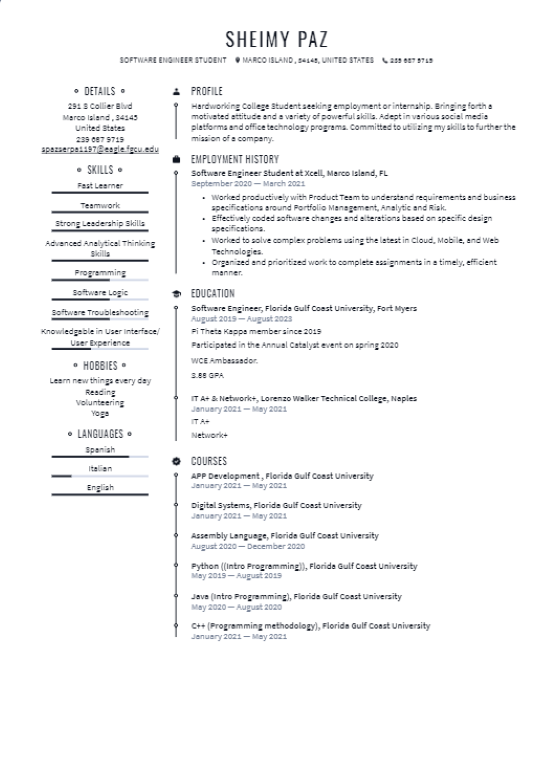 SHEIMY PAZ
SOFTWARE ENGINEER STUDENT MARCO ISLAND , 34145, UNITED STATES 239 687 9719
DETAILS
291 S Collier Blvd
Marco Island , 34145
United States
239 687 9719
spazserpa1197@eagle.fgcu.edu
SKILLS
Fast Learner
Teamwork
Strong Leadership Skills
Advanced Analytical Thinking
Skills
Programming
Software Logic
Software Troubleshooting
Knowledgable in User Interface/
User Experience
HOBBIES
Learn new things every day
Reading
Volunteering
Yoga
LANGUAGES
Spanish
Italian
English
PROFILE
Hardworking College Student seeking employment or internship. Bringing forth a
motivated attitude and a variety of powerful skills. Adept in various social media
platforms and office technology programs. Committed to utilizing my skills to further the
mission of a company.
EMPLOYMENT HISTORY
Software Engineer Student at Xcell, Marco Island, FL
September 2020 — March 2021
• Worked productively with Product Team to understand requirements and business
specifications around Portfolio Management, Analytic and Risk.
• Effectively coded software changes and alterations based on specific design
specifications.
• Worked to solve complex problems using the latest in Cloud, Mobile, and Web
Technologies.
• Organized and prioritized work to complete assignments in a timely, efficient
manner.
EDUCATION
Software Engineer, Florida Gulf Coast University, Fort Myers
August 2019 — August 2023
Pi Theta Kappa member since 2019
Participated in the Annual Catalyst event on spring 2020
WCE Ambassador.
3.88 GPA
IT A+ & Network+, Lorenzo Walker Technical College, Naples
January 2021 — May 2021
IT A+
Network+
COURSES
APP Development , Florida Gulf Coast University
January 2021 — May 2021
Digital Systems, Florida Gulf Coast University
January 2021 — May 2021
Assembly Language, Florida Gulf Coast University
August 2020 — December 2020
Python ((Intro Programming)), Florida Gulf Coast University
May 2019 — August 2019
Java (Intro Programming), Florida Gulf Coast University
May 2020 — August 2020
C++ (Programming methodology), Florida Gulf Coast University
January 2021 — May 2021